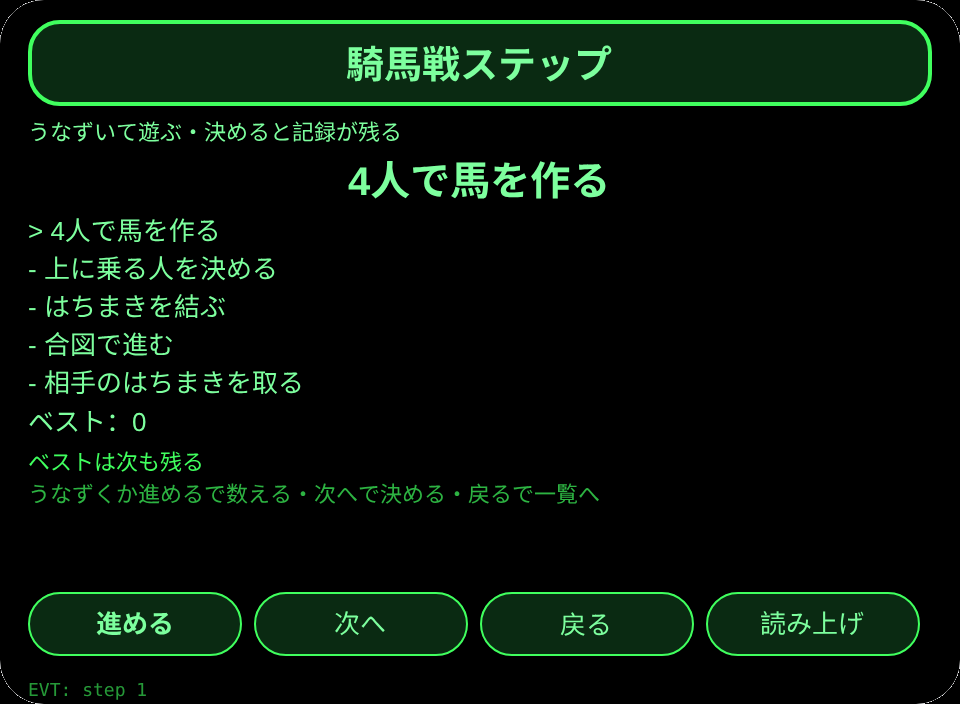 騎馬戦ステップ
うなずいて遊ぶ・決めると記録が残る
4人で馬を作る
> 4人で馬を作る
- 上に乗る人を決める
- はちまきを結ぶ
- 合図で進む
- 相手のはちまきを取る
ベスト: 0
ベストは次も残る
うなずくか進めるで数える・次へで決める・戻るで一覧へ
進める
次へ
戻る
読み上げ
EVT: step 1